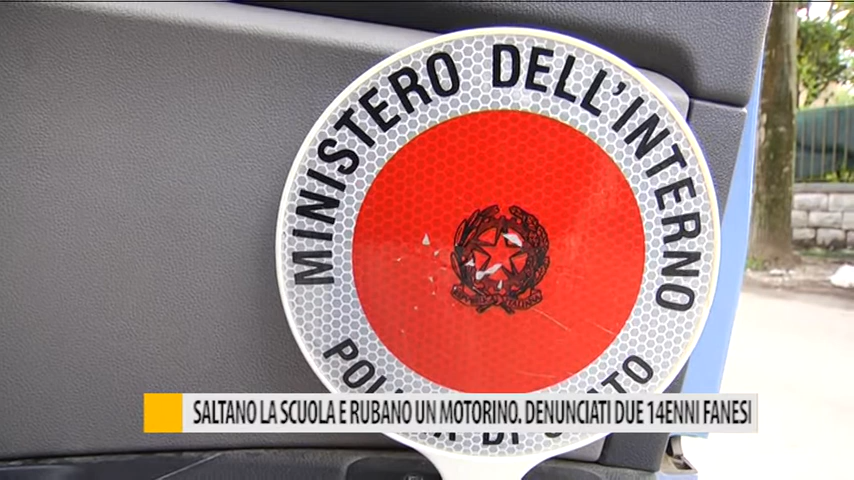 MINISTERO DELL'INTERNO
SALTANO LA SCUOLA E RUBANO UN MOTORINO. DENUNCIATI DUE 14ENNI FANESI